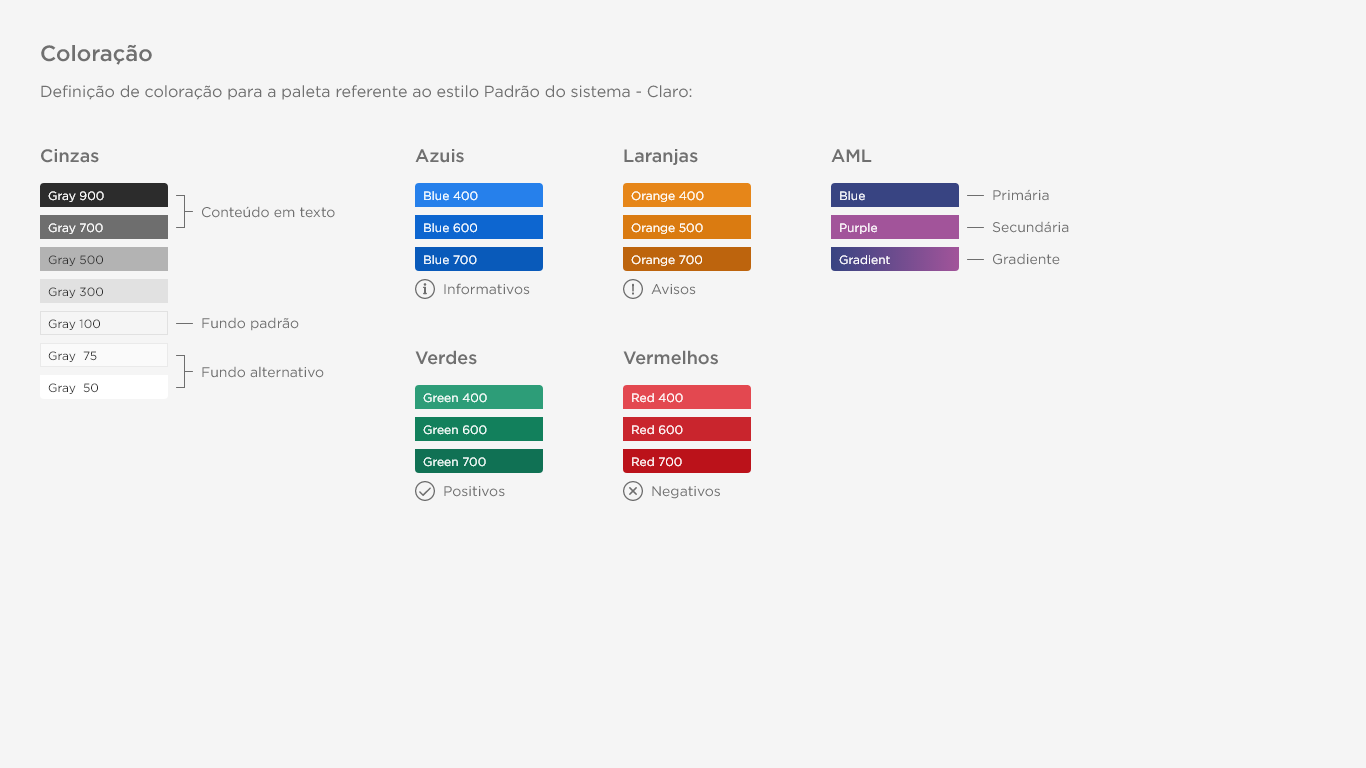 Coloração
Definição de coloração para a paleta referente ao estilo Padrão do sistema - Claro:
Cinzas
Gray 900
Gray 700
Conteúdo em texto
Gray 500
Gray 300
Gray 100
Fundo padrão
Gray 75
Gray 50
Fundo alternativo
Azuis
Blue 400
Blue 600
Blue 700
Informativos
Laranjas
Orange 400
Orange 500
Orange 700
Avisos
AML
Blue
Primária
Purple
Secundária
Gradient
Gradiente
Verdes
Green 400
Green 600
Green 700
Positivos
Vermelhos
Red 400
Red 600
Red 700
Negativos